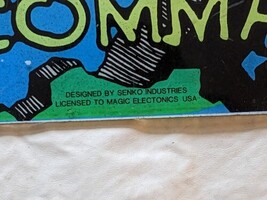 COMMA
DESIGNED BY SENKO INDUSTRIES
LICENSED TO MAGIC ELECTONICS USA